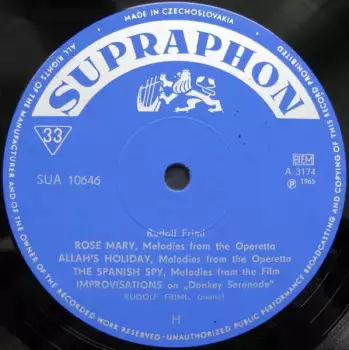 MADE IN CZECHOSLOVAKIA
ALL RIGHTS OF THE MANUFACTURER AND OF THE OWNER OF THE RECORDED WORK RESERVED - UNAUTHORIZED PUBLIC PERFORMANCE BROADCASTING AND COPYING OF THIS RECORD PROHIBITED
SUPRAPHON
33
SUA 10646
BIEM
A 3174
Ⓟ 1965
Rudolf Friml
ROSE MARY, Melodies from the Operetta
ALLAH'S HOLIDAY, Melodies from the Operetta
THE SPANISH SPY, Melodies from the Film
IMPROVISATIONS on „Donkey Serenade"
RUDOLF FRIML (piano)
H